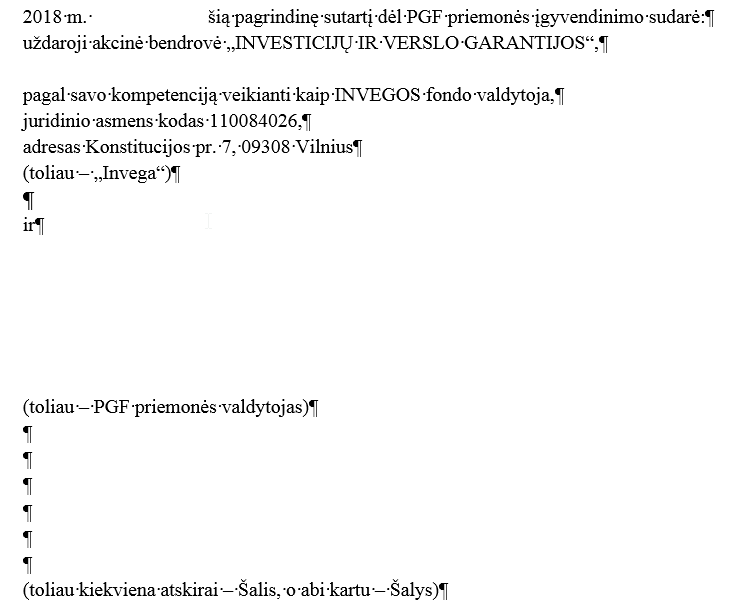 2018 m. šią pagrindinę sutartį dėl PGF priemonės įgyvendinimo sudarė:¶
uždaroji akcinė bendrovė „INVESTICIJŲ IR VERSLO GARANTIJOS“,¶
pagal savo kompetenciją veikianti kaip INVEGOS fondo valdytoja,¶
juridinio asmens kodas 110084026,¶
adresas Konstitucijos pr. 7, 09308 Vilnius¶
(toliau – „Invega“)¶
¶
ir¶
(toliau – PGF priemonės valdytojas)¶
¶
¶
¶
¶
¶
¶
(toliau kiekviena atskirai – Šalis, o abi kartu – Šalys)¶